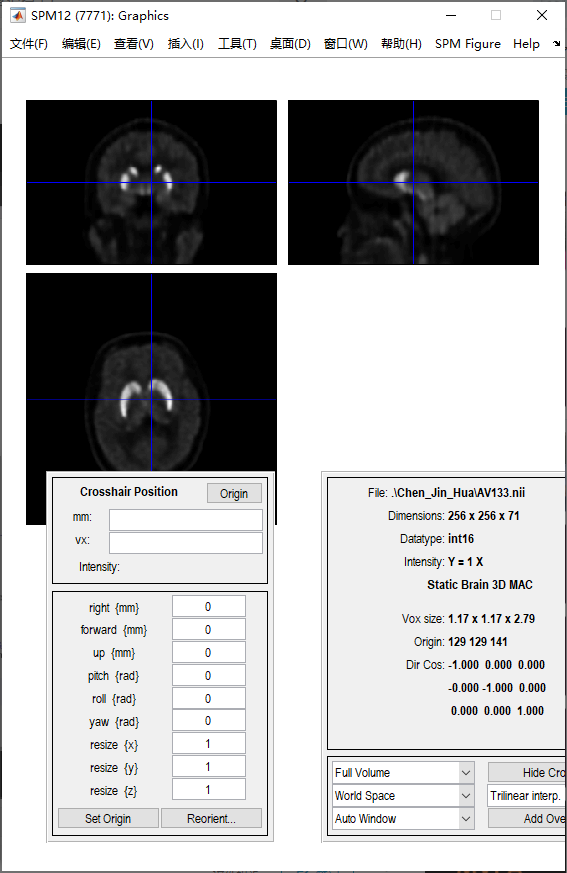 SPM12 (7771): Graphics
文件(F) 编辑(E) 查看(V) 插入(I) 工具(T) 桌面(D) 窗口(W) 帮助(H) SPM Figure Help
Crosshair Position Origin
mm:
vx:
Intensity:
right {mm} 0
forward {mm} 0
up {mm} 0
pitch {rad} 0
roll {rad} 0
yaw {rad} 0
resize {x} 1
resize {y} 1
resize {z} 1
Set Origin Reorient...
File: .\Chen_Jin_Hua\AV133.nii
Dimensions: 256 x 256 x 71
Datatype: int16
Intensity: Y = 1 X
Static Brain 3D MAC
Vox size: 1.17 x 1.17 x 2.79
Origin: 129 129 141
Dir Cos: -1.000 0.000 0.000
-0.000 -1.000 0.000
0.000 0.000 1.000
Full Volume Hide Cro
World Space Trilinear interp.
Auto Window Add Ove